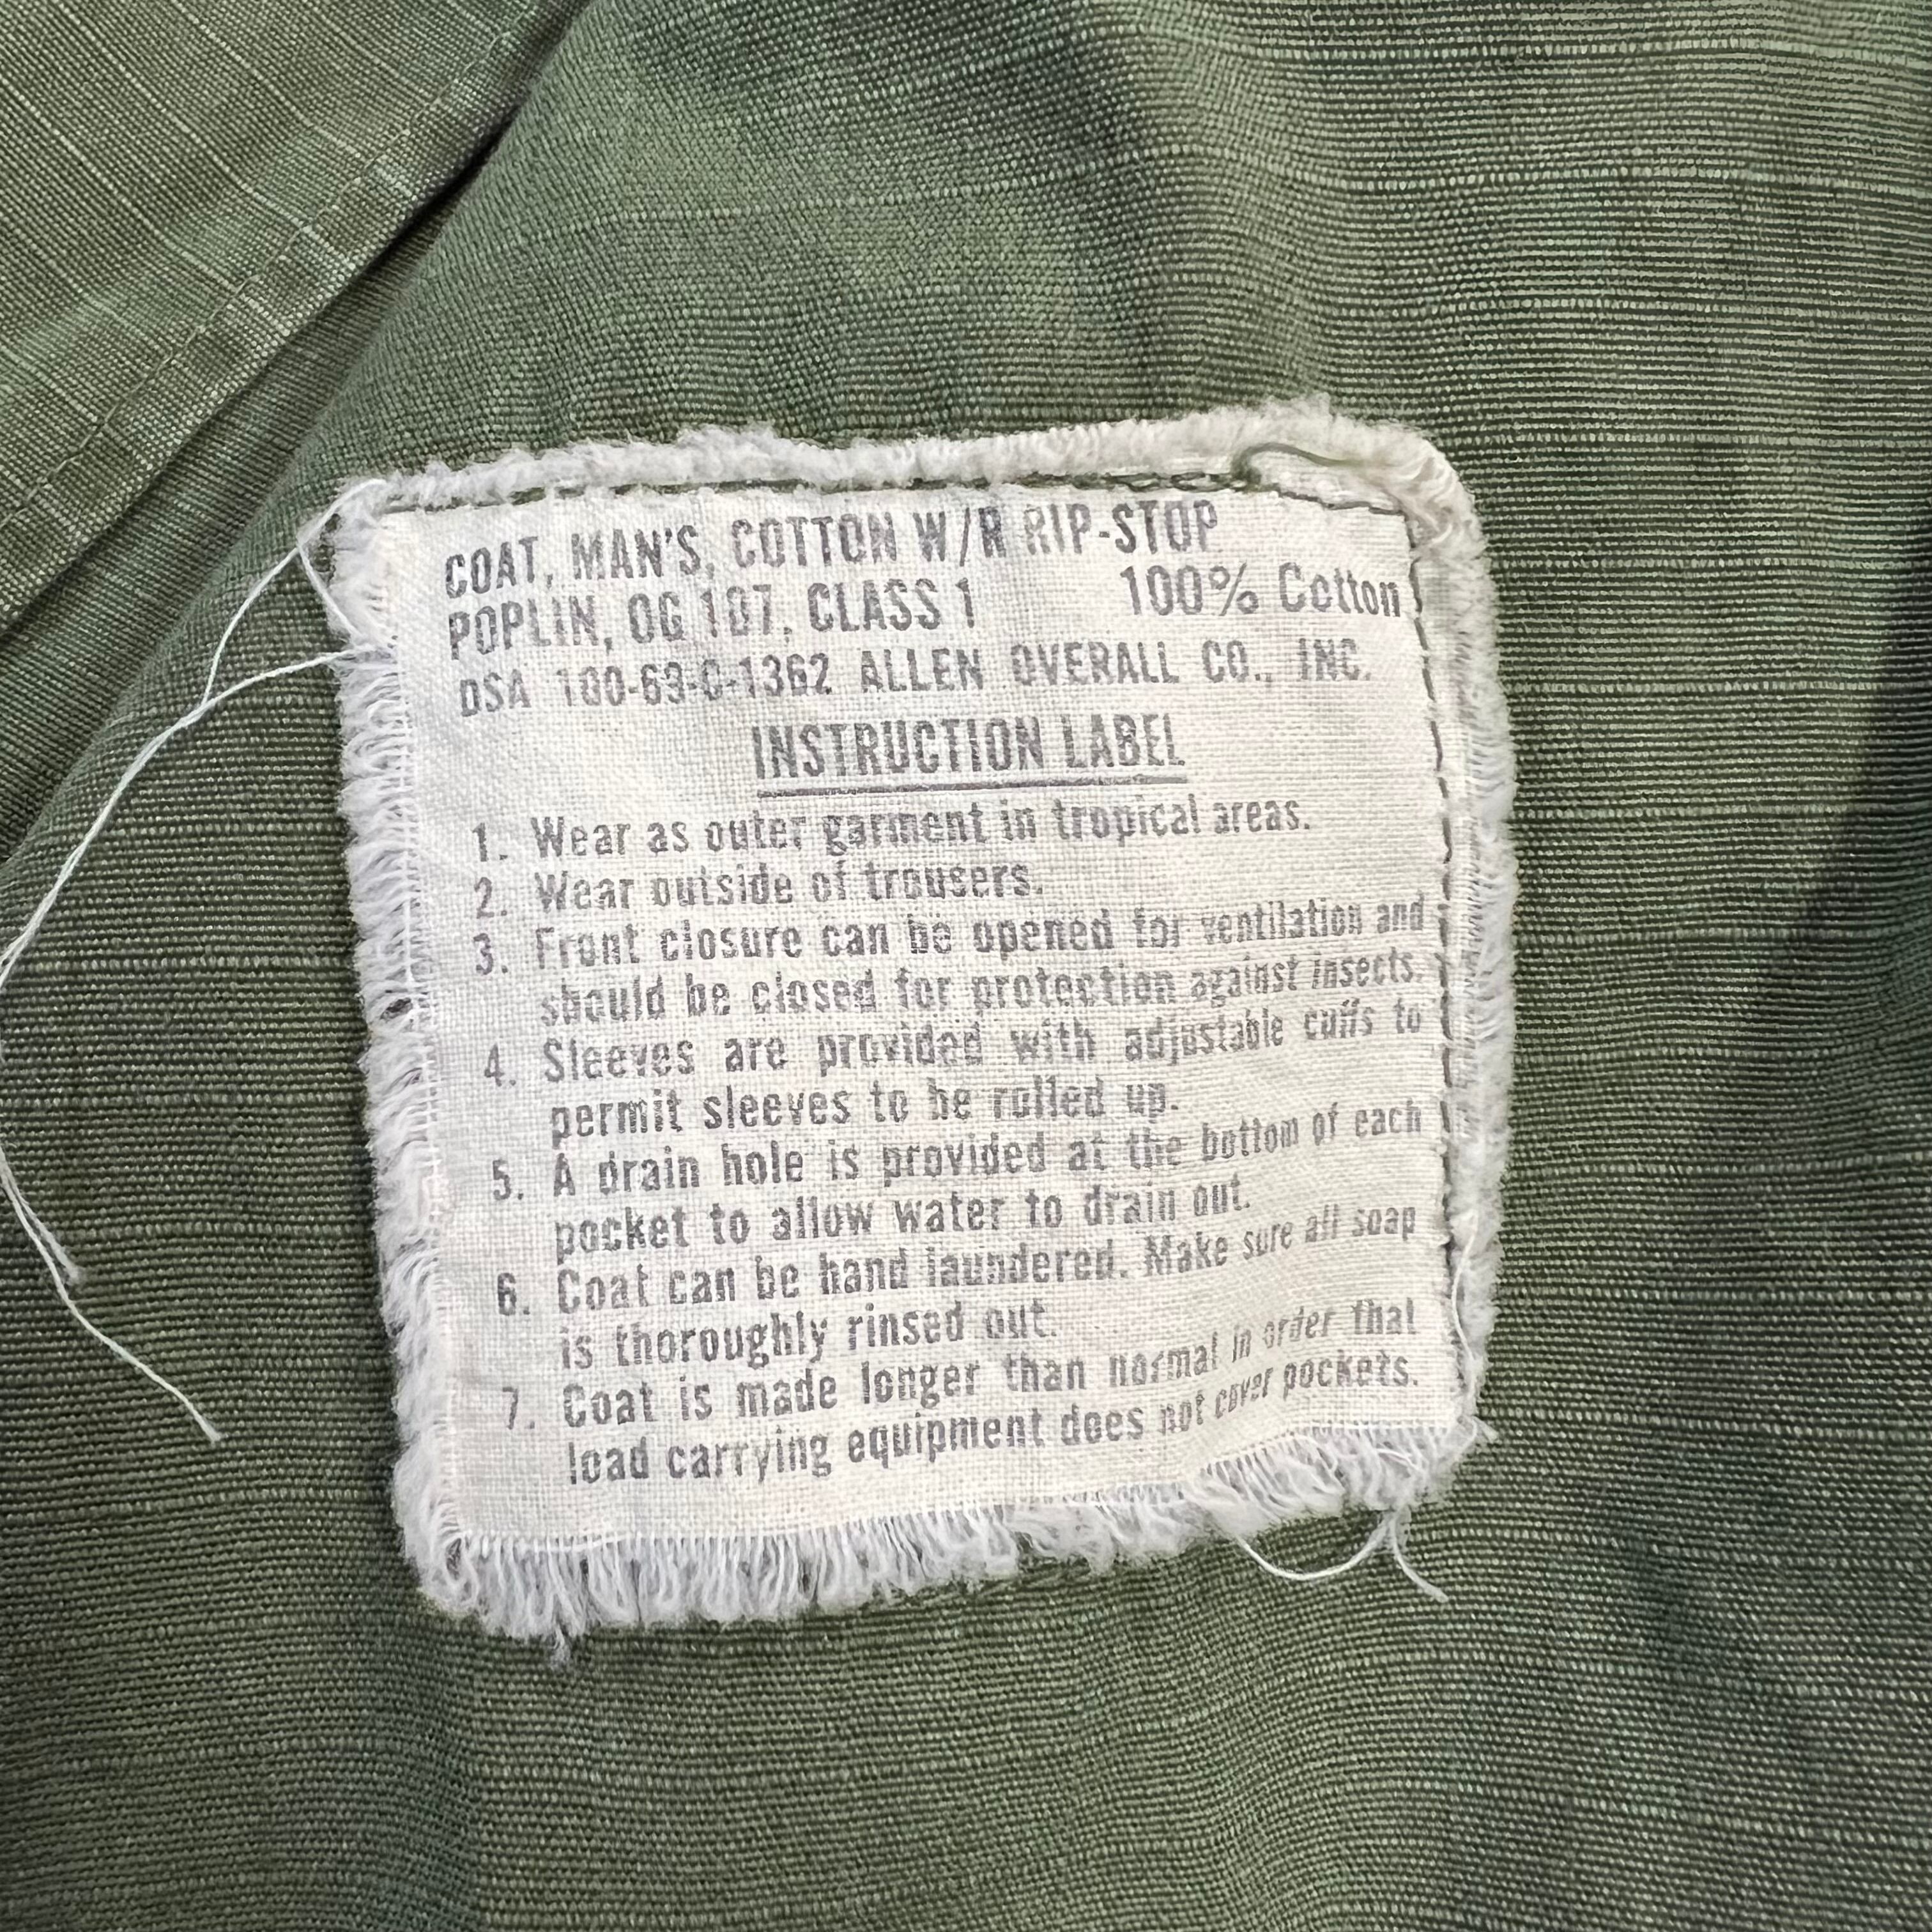 COAT, MAN'S, COTTON W/R RIP-STOP
POPLIN, OG 107, CLASS 1 100% Cotton
DSA 100-69-C-1362 ALLEN OVERALL CO., INC.
INSTRUCTION LABEL
1. Wear as outer garment in tropical areas.
2. Wear outside of trousers.
3. Front closure can be opened for ventilation and
should be closed for protection against insects.
4. Sleeves are provided with adjustable cuffs to
permit sleeves to be rolled up.
5. A drain hole is provided at the bottom of each
pocket to allow water to drain out.
6. Coat can be hand laundered. Make sure all soap
is thoroughly rinsed out.
7. Coat is made longer than normal in order that
load carrying equipment does not cover pockets.